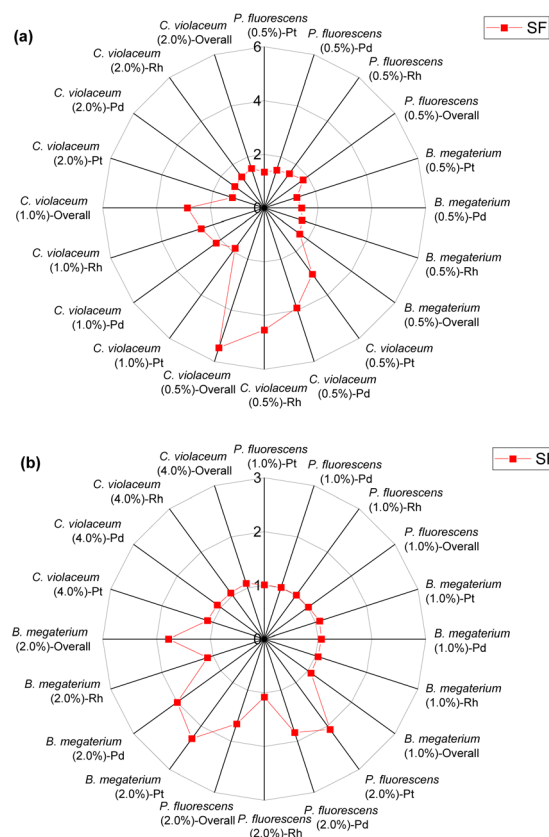 (a)
SF
6
4
2
0
P. fluorescens
(0.5%)-Pt
P. fluorescens
(0.5%)-Pd
P. fluorescens
(0.5%)-Rh
P. fluorescens
(0.5%)-Overall
B. megaterium
(0.5%)-Pt
B. megaterium
(0.5%)-Pd
B. megaterium
(0.5%)-Rh
B. megaterium
(0.5%)-Overall
C. violaceum
(0.5%)-Pt
C. violaceum
(0.5%)-Pd
C. violaceum
(0.5%)-Rh
C. violaceum
(0.5%)-Overall
C. violaceum
(1.0%)-Pt
C. violaceum
(1.0%)-Pd
C. violaceum
(1.0%)-Rh
C. violaceum
(1.0%)-Overall
C. violaceum
(2.0%)-Pt
C. violaceum
(2.0%)-Pd
C. violaceum
(2.0%)-Rh
C. violaceum
(2.0%)-Overall
(b)
SF
3
2
1
0
P. fluorescens
(1.0%)-Pt
P. fluorescens
(1.0%)-Pd
P. fluorescens
(1.0%)-Rh
P. fluorescens
(1.0%)-Overall
B. megaterium
(1.0%)-Pt
B. megaterium
(1.0%)-Pd
B. megaterium
(1.0%)-Rh
B. megaterium
(1.0%)-Overall
P. fluorescens
(2.0%)-Pt
P. fluorescens
(2.0%)-Pd
P. fluorescens
(2.0%)-Rh
P. fluorescens
(2.0%)-Overall
B. megaterium
(2.0%)-Pt
B. megaterium
(2.0%)-Pd
B. megaterium
(2.0%)-Rh
B. megaterium
(2.0%)-Overall
C. violaceum
(4.0%)-Pt
C. violaceum
(4.0%)-Pd
C. violaceum
(4.0%)-Rh
C. violaceum
(4.0%)-Overall